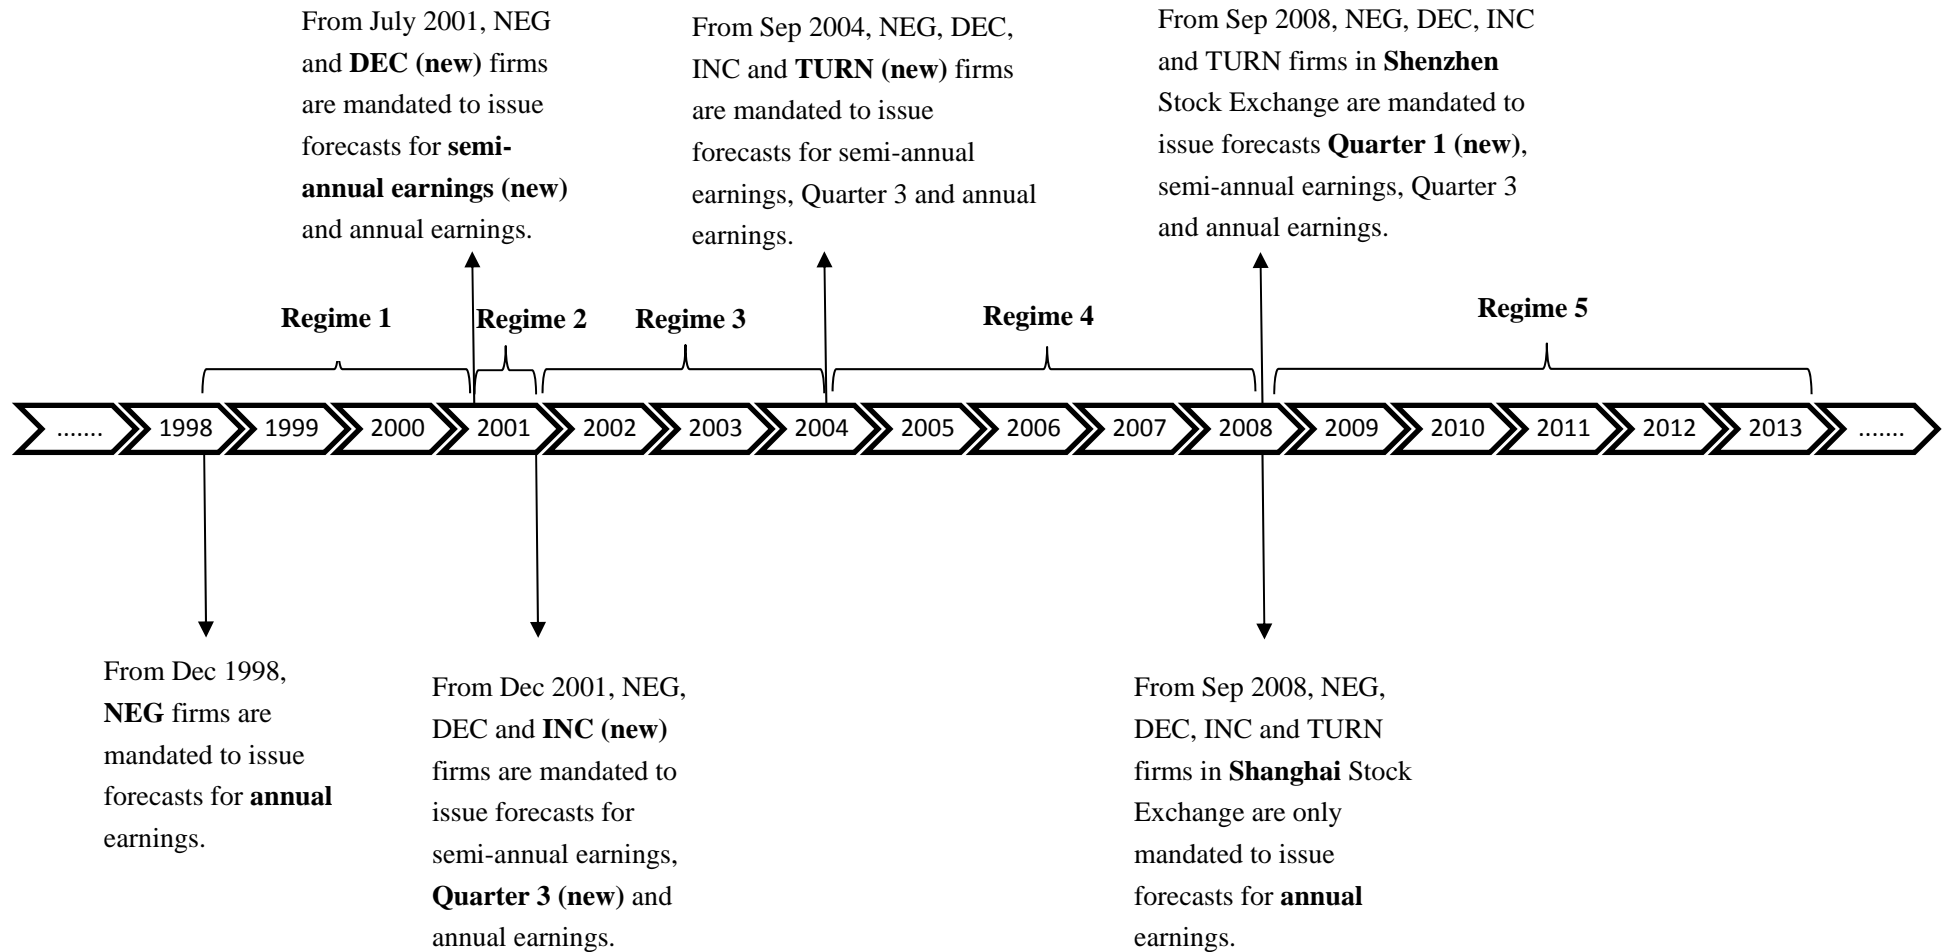 From July 2001, NEG
and DEC (new) firms
are mandated to issue
forecasts for semi-
annual earnings (new)
and annual earnings.
From Sep 2004, NEG, DEC,
INC and TURN (new) firms
are mandated to issue
forecasts for semi-annual
earnings, Quarter 3 and annual
earnings.
From Sep 2008, NEG, DEC, INC
and TURN firms in Shenzhen
Stock Exchange are mandated to
issue forecasts Quarter 1 (new),
semi-annual earnings, Quarter 3
and annual earnings.
Regime 1
Regime 2
Regime 3
Regime 4
Regime 5
.......
1998
1999
2000
2001
2002
2003
2004
2005
2006
2007
2008
2009
2010
2011
2012
2013
.......
From Dec 1998,
NEG firms are
mandated to issue
forecasts for annual
earnings.
From Dec 2001, NEG,
DEC and INC (new)
firms are mandated to
issue forecasts for
semi-annual earnings,
Quarter 3 (new) and
annual earnings.
From Sep 2008, NEG,
DEC, INC and TURN
firms in Shanghai Stock
Exchange are only
mandated to issue
forecasts for annual
earnings.